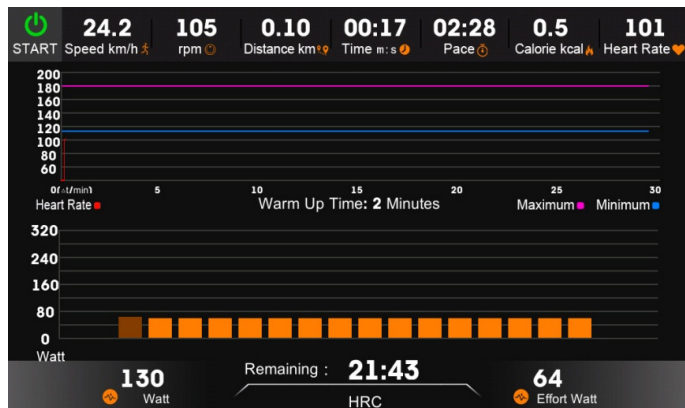 24.2 105 0.10 00:17 02:28 0.5 101
START Speed km/h rpm Distance km Time m:s Pace Calorie kcal Heart Rate
200
180
160
140
120
100
80
60
0(at/min) 5 10 15 20 25 30
Heart Rate Warm Up Time: 2 Minutes Maximum Minimum
320
240
160
80
0
Watt
130 Remaining : 21:43 64
Watt HRC Effort Watt